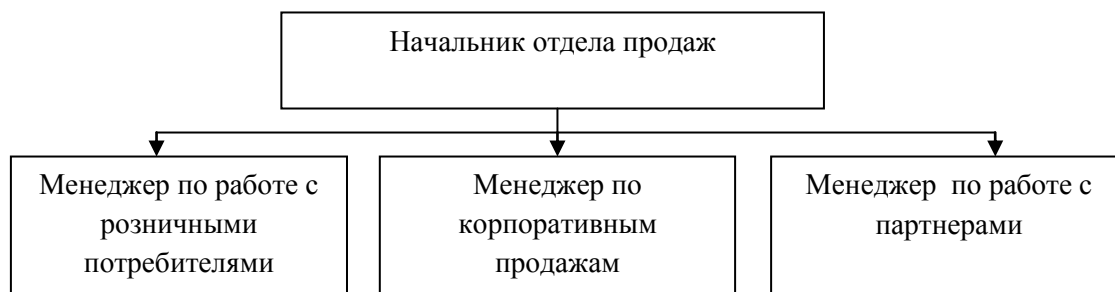 Начальник отдела продаж
Менеджер по работе с
розничными
потребителями
Менеджер по
корпоративным
продажам
Менеджер по работе с
партнерами